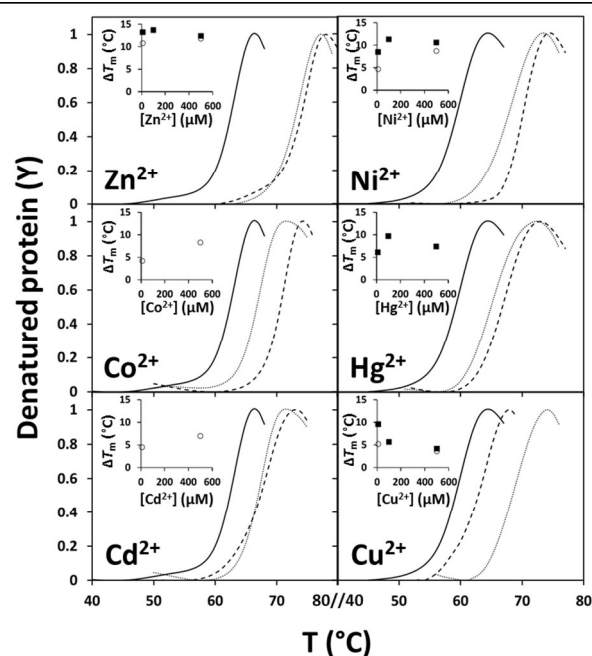 Denatured protein (Y)
T (°C)
1
0.8
0.6
0.4
0.2
0
ΔTm (°C)
15
10
5
0
0 200 400 600
[Zn²⁺] (μM)
Zn²⁺
ΔTm (°C)
15
10
5
0
0 200 400 600
[Ni²⁺] (μM)
Ni²⁺
1
0.8
0.6
0.4
0.2
0
ΔTm (°C)
15
10
5
0
0 200 400 600
[Co²⁺] (μM)
Co²⁺
ΔTm (°C)
15
10
5
0
0 200 400 600
[Hg²⁺] (μM)
Hg²⁺
1
0.8
0.6
0.4
0.2
0
ΔTm (°C)
15
10
5
0
0 200 400 600
[Cd²⁺] (μM)
Cd²⁺
ΔTm (°C)
15
10
5
0
0 200 400 600
[Cu²⁺] (μM)
Cu²⁺
40 50 60 70 80//40 50 60 70 80